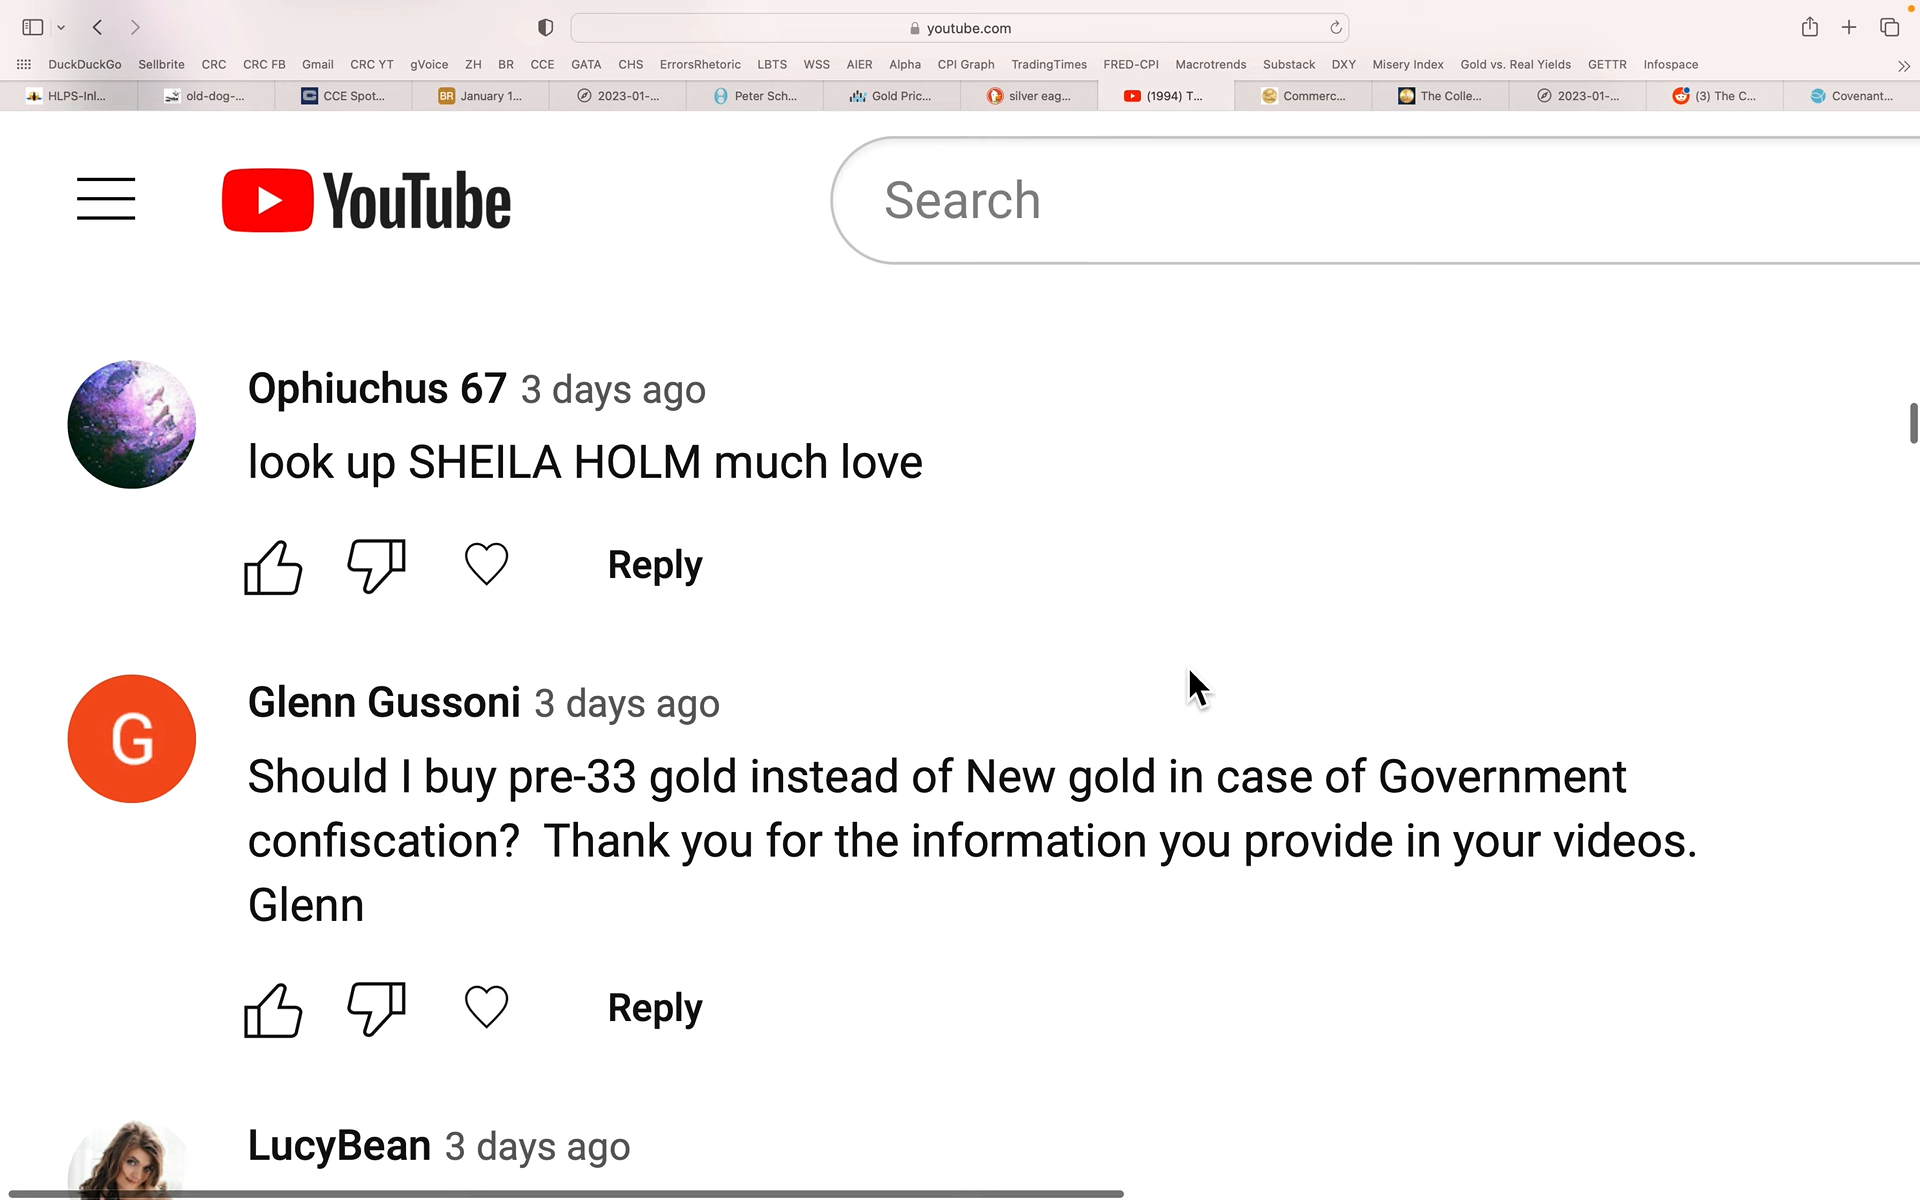 youtube.com
DuckDuckGo Sellbrite CRC CRC FB Gmail CRC YT gVoice ZH BR CCE GATA CHS ErrorsRhetoric LBTS WSS AIER Alpha CPI Graph TradingTimes FRED-CPI Macrotrends Substack DXY Misery Index Gold vs. Real Yields GETTR Infospace
HLPS-Inl... old-dog-... CCE Spot... BR January 1... 2023-01-... Peter Sch... Gold Pric... silver eag... (1994) T... Commerc... The Colle... 2023-01-... (3) The C... Covenant...
YouTube
Search
Ophiuchus 67 3 days ago
look up SHEILA HOLM much love
Reply
G
Glenn Gussoni 3 days ago
Should I buy pre-33 gold instead of New gold in case of Government
confiscation? Thank you for the information you provide in your videos.
Glenn
Reply
LucyBean 3 days ago